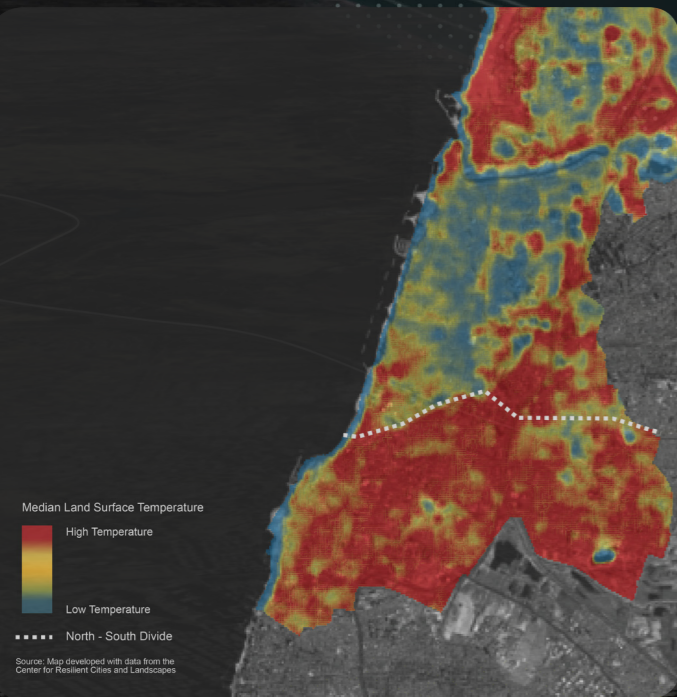 Median Land Surface Temperature
High Temperature
Low Temperature
North - South Divide
Source: Map developed with data from the
Center for Resilient Cities and Landscapes